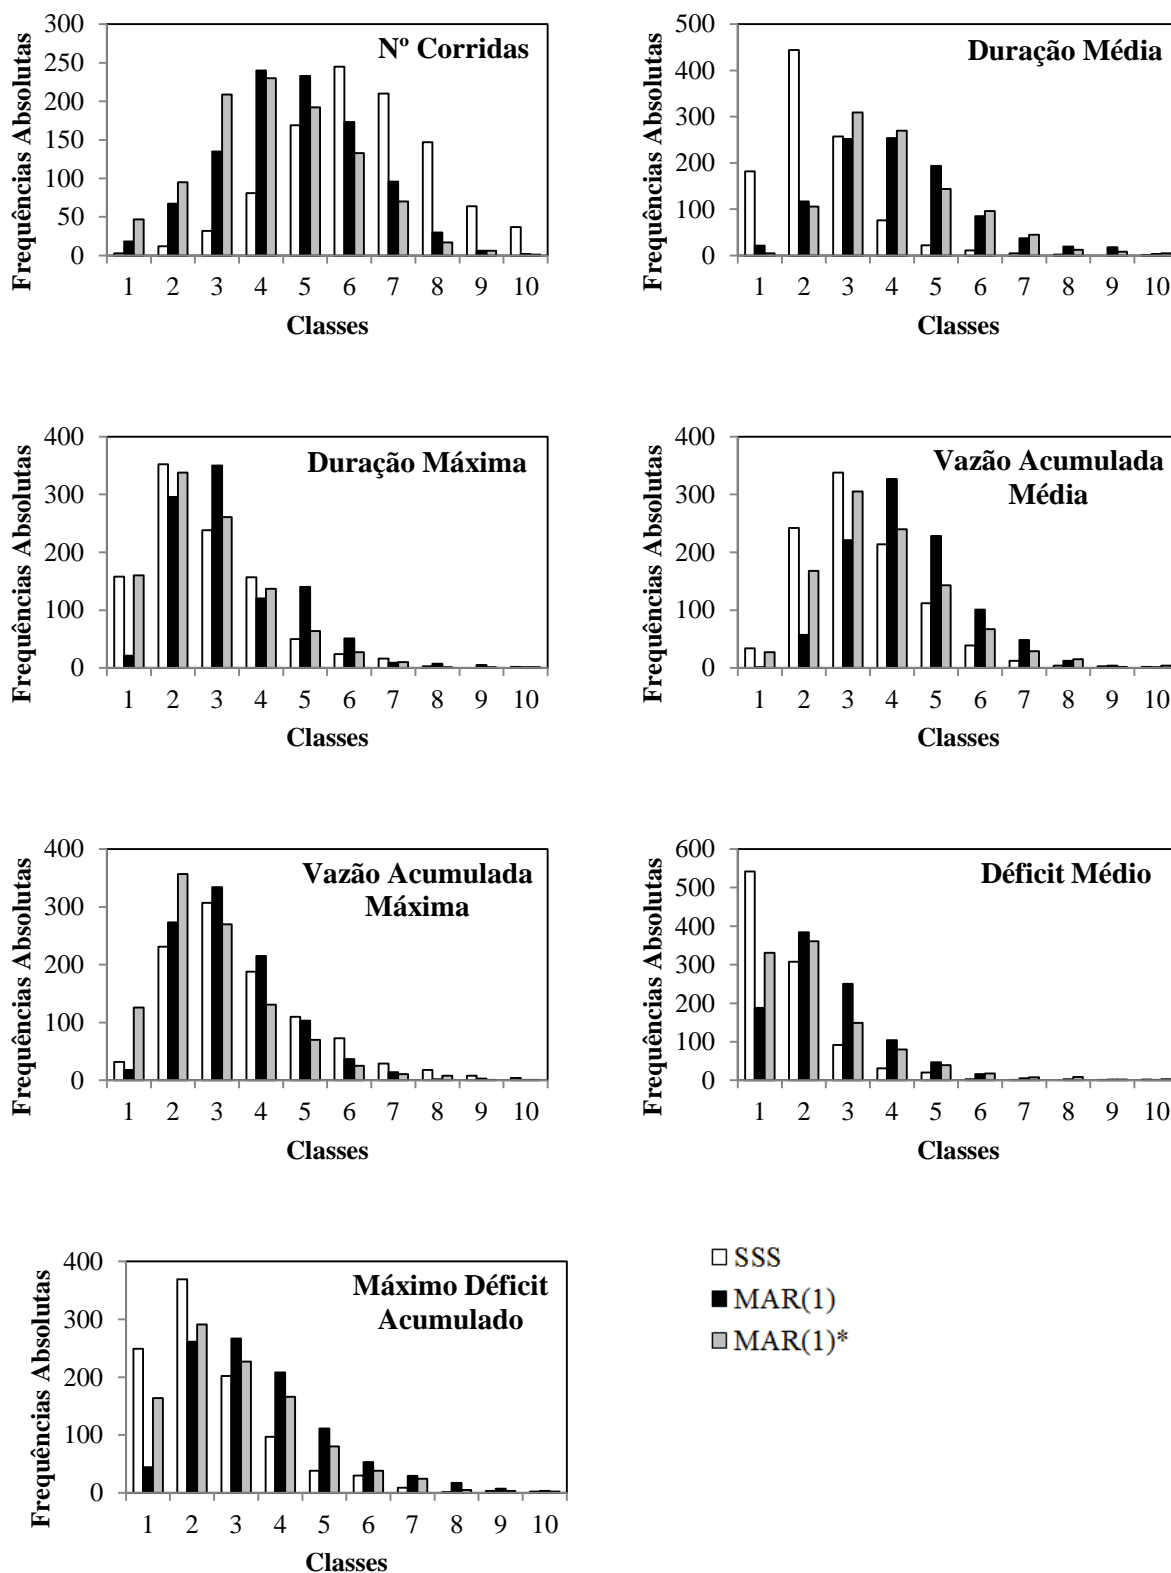 Nº Corridas
Frequências Absolutas
300
250
200
150
100
50
0
1 2 3 4 5 6 7 8 9 10
Classes
Duração Média
Frequências Absolutas
500
400
300
200
100
0
1 2 3 4 5 6 7 8 9 10
Classes
Duração Máxima
Frequências Absolutas
400
300
200
100
0
1 2 3 4 5 6 7 8 9 10
Classes
Vazão Acumulada
Média
Frequências Absolutas
400
300
200
100
0
1 2 3 4 5 6 7 8 9 10
Classes
Vazão Acumulada
Máxima
Frequências Absolutas
400
300
200
100
0
1 2 3 4 5 6 7 8 9 10
Classes
Déficit Médio
Frequências Absolutas
600
500
400
300
200
100
0
1 2 3 4 5 6 7 8 9 10
Classes
Máximo Déficit
Acumulado
Frequências Absolutas
400
300
200
100
0
1 2 3 4 5 6 7 8 9 10
Classes
SSS
MAR(1)
MAR(1)*